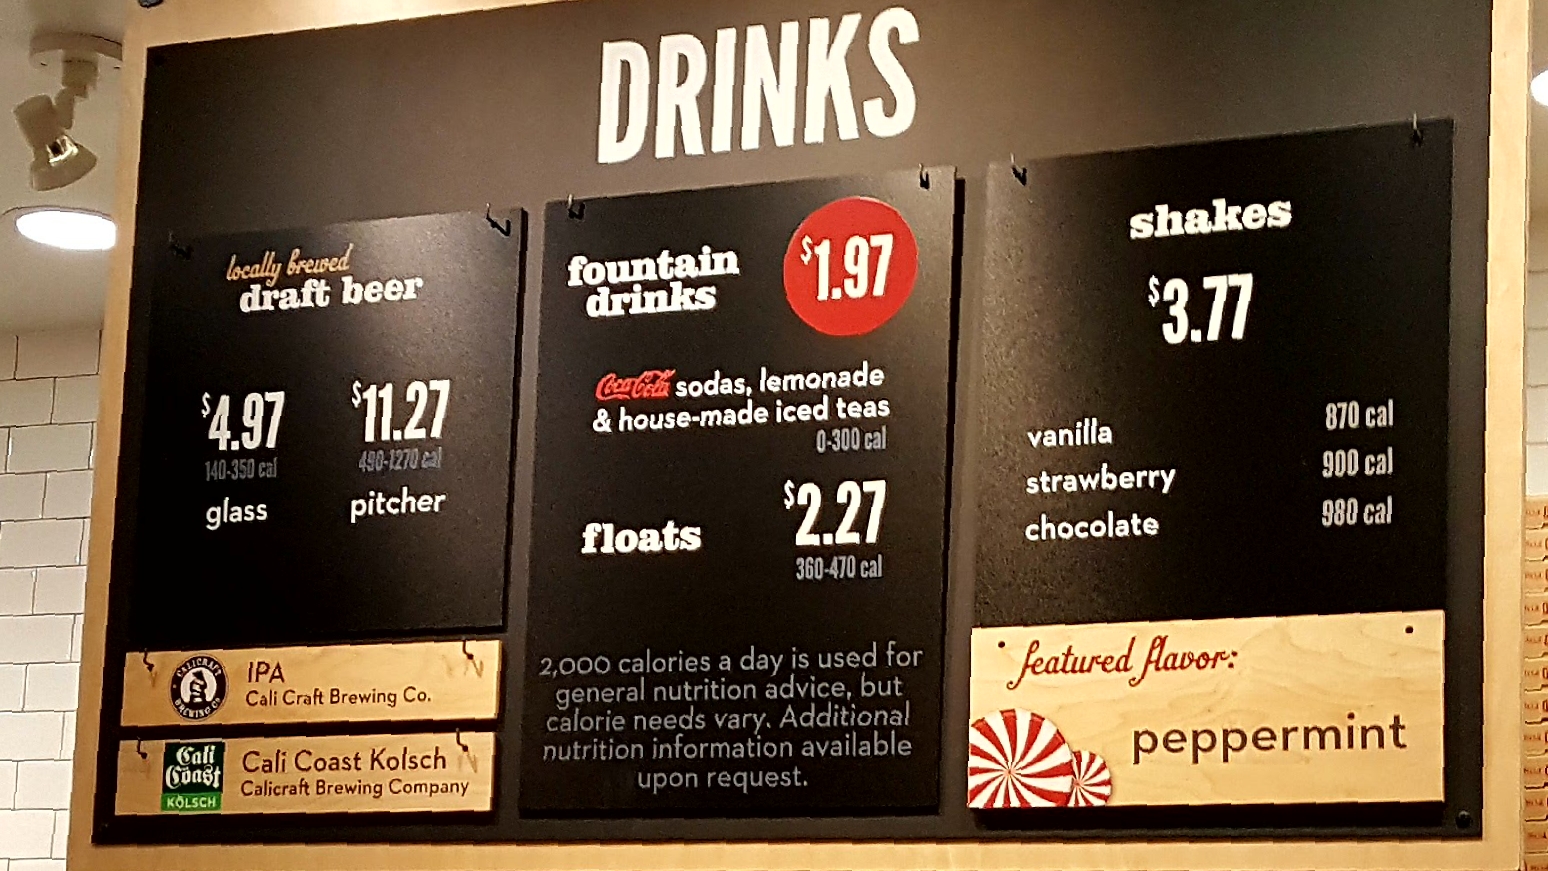 DRINKS
locally brewed
draft beer
$4.97
140-350 cal
glass
$11.27
490-1270 cal
pitcher
CALICRAFT
BREWING CO.
IPA
Cali Craft Brewing Co.
Cali
Coast
KÖLSCH
Cali Coast Kolsch
Calicraft Brewing Company
fountain
drinks
$1.97
Coca-Cola sodas, lemonade
& house-made iced teas
0-300 cal
floats
$2.27
360-470 cal
2,000 calories a day is used for
general nutrition advice, but
calorie needs vary. Additional
nutrition information available
upon request.
shakes
$3.77
vanilla 870 cal
strawberry 900 cal
chocolate 980 cal
featured flavor:
peppermint